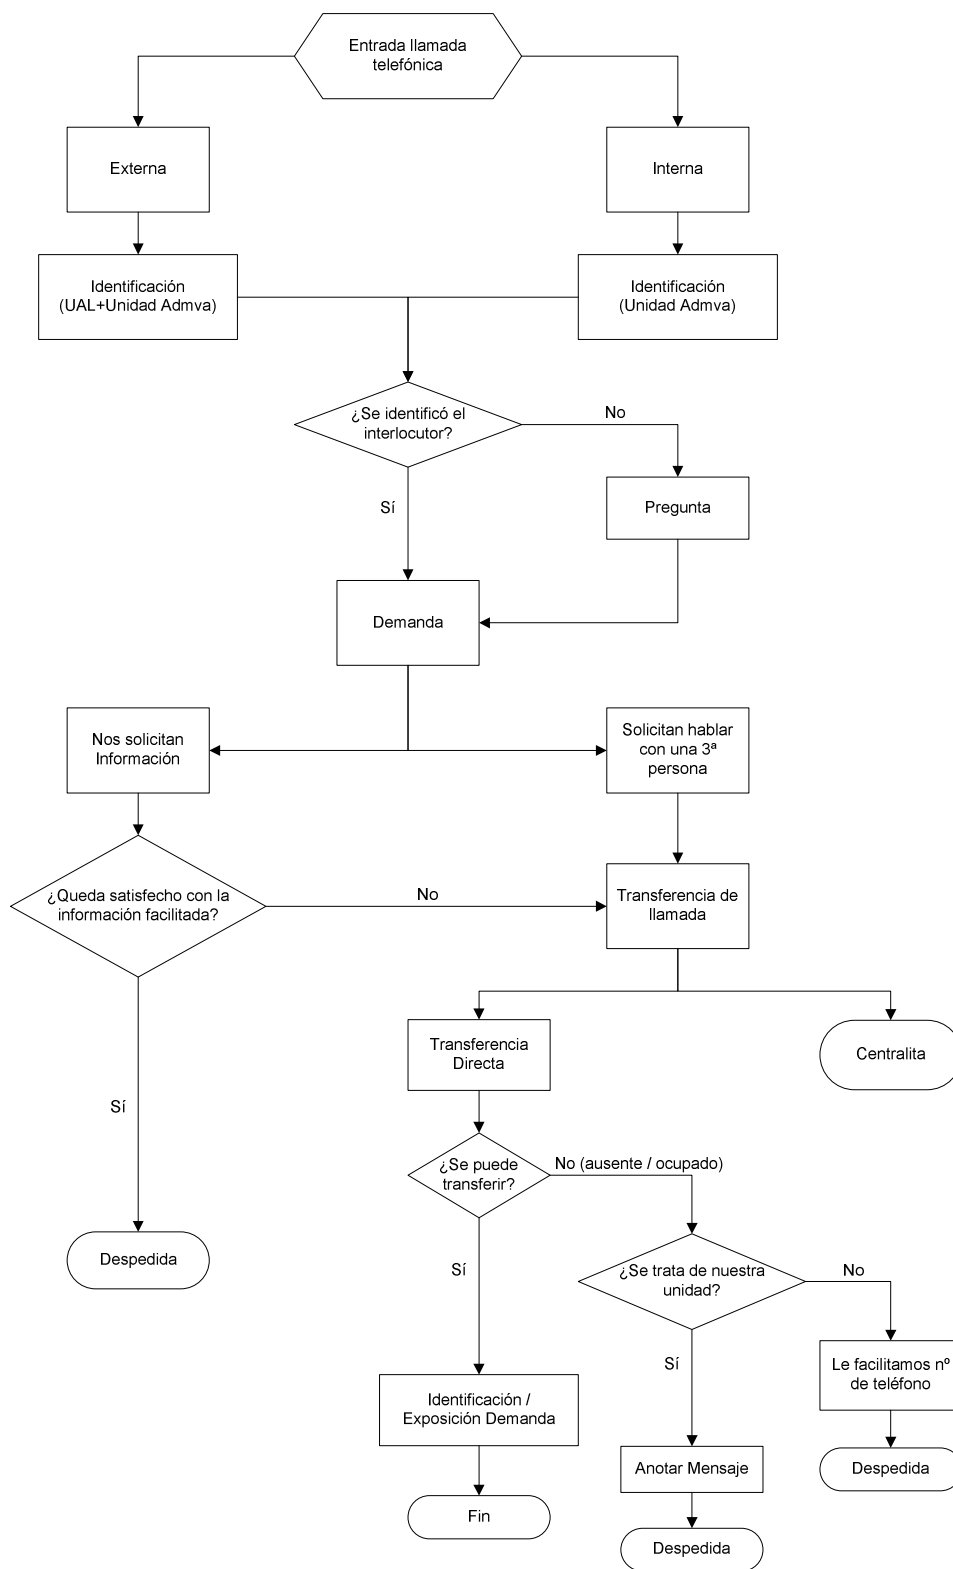 Entrada llamada
telefónica
Externa
Interna
Identificación
(UAL+Unidad Admva)
Identificación
(Unidad Admva)
¿Se identificó el
interlocutor?
No
Sí
Pregunta
Demanda
Nos solicitan
Información
Solicitan hablar
con una 3ª
persona
¿Queda satisfecho con la
información facilitada?
No
Transferencia de
llamada
Transferencia
Directa
Centralita
Sí
¿Se puede
transferir?
No (ausente / ocupado)
Despedida
Sí
¿Se trata de nuestra
unidad?
No
Sí
Le facilitamos nº
de teléfono
Identificación /
Exposición Demanda
Anotar Mensaje
Despedida
Fin
Despedida